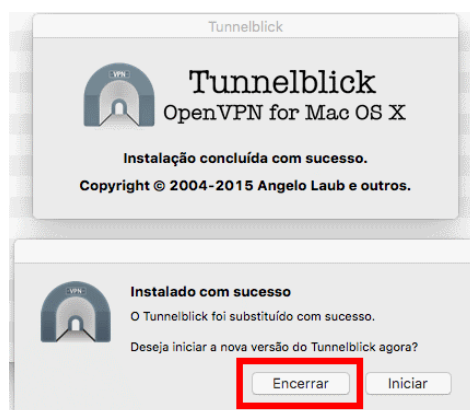 Tunnelblick
VPN
Tunnelblick
OpenVPN for Mac OS X
Instalação concluída com sucesso.
Copyright © 2004-2015 Angelo Laub e outros.
VPN
Instalado com sucesso
O Tunnelblick foi substituído com sucesso.
Deseja iniciar a nova versão do Tunnelblick agora?
Encerrar
Iniciar